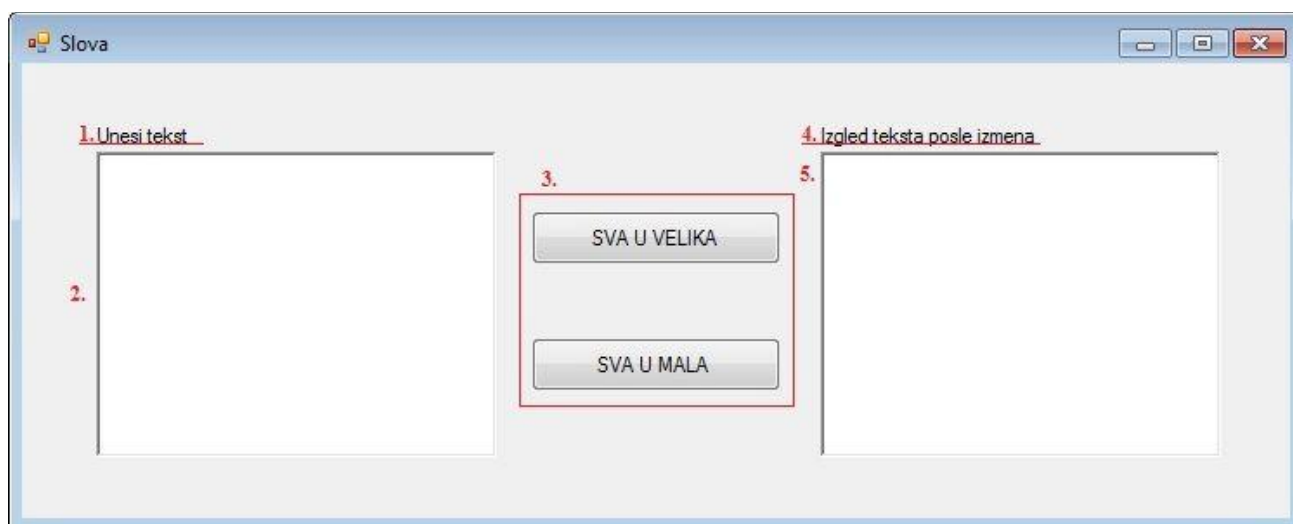 Slova
1. Unesi tekst
4. Izgled teksta posle izmena
5.
3.
SVA U VELIKA
2.
SVA U MALA